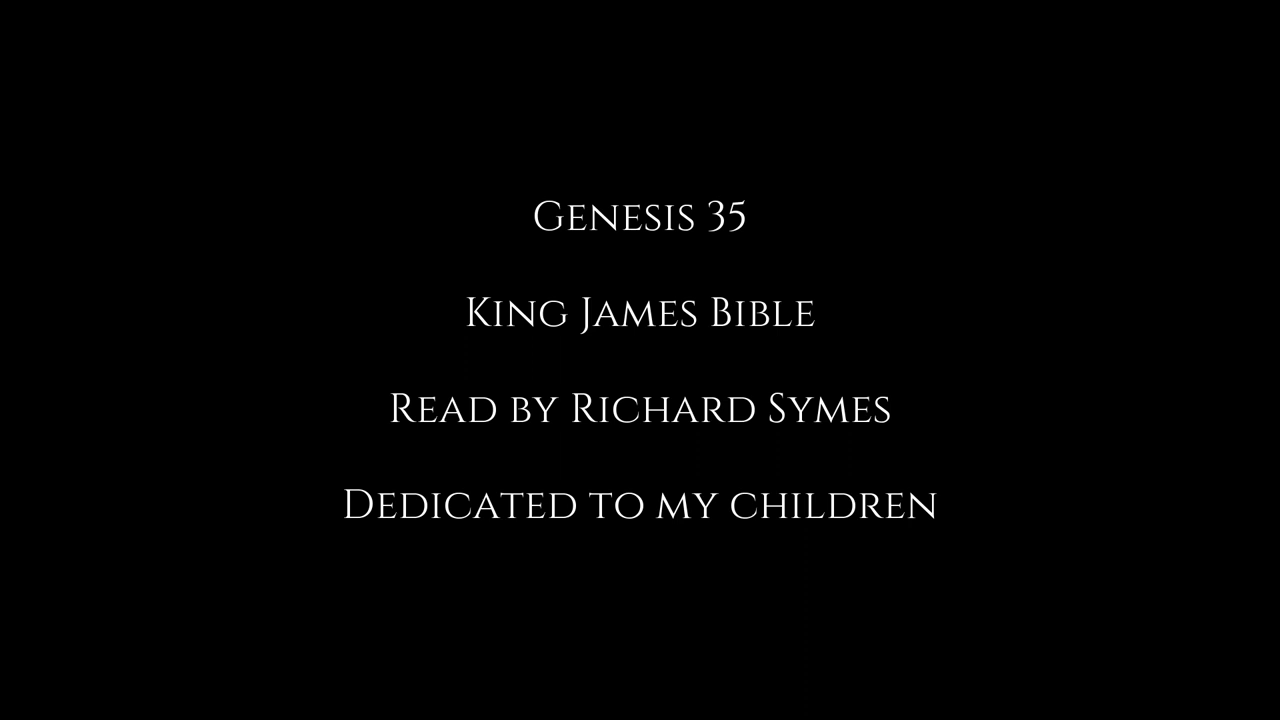 Genesis 35
King James Bible
Read by Richard Symes
Dedicated to my children